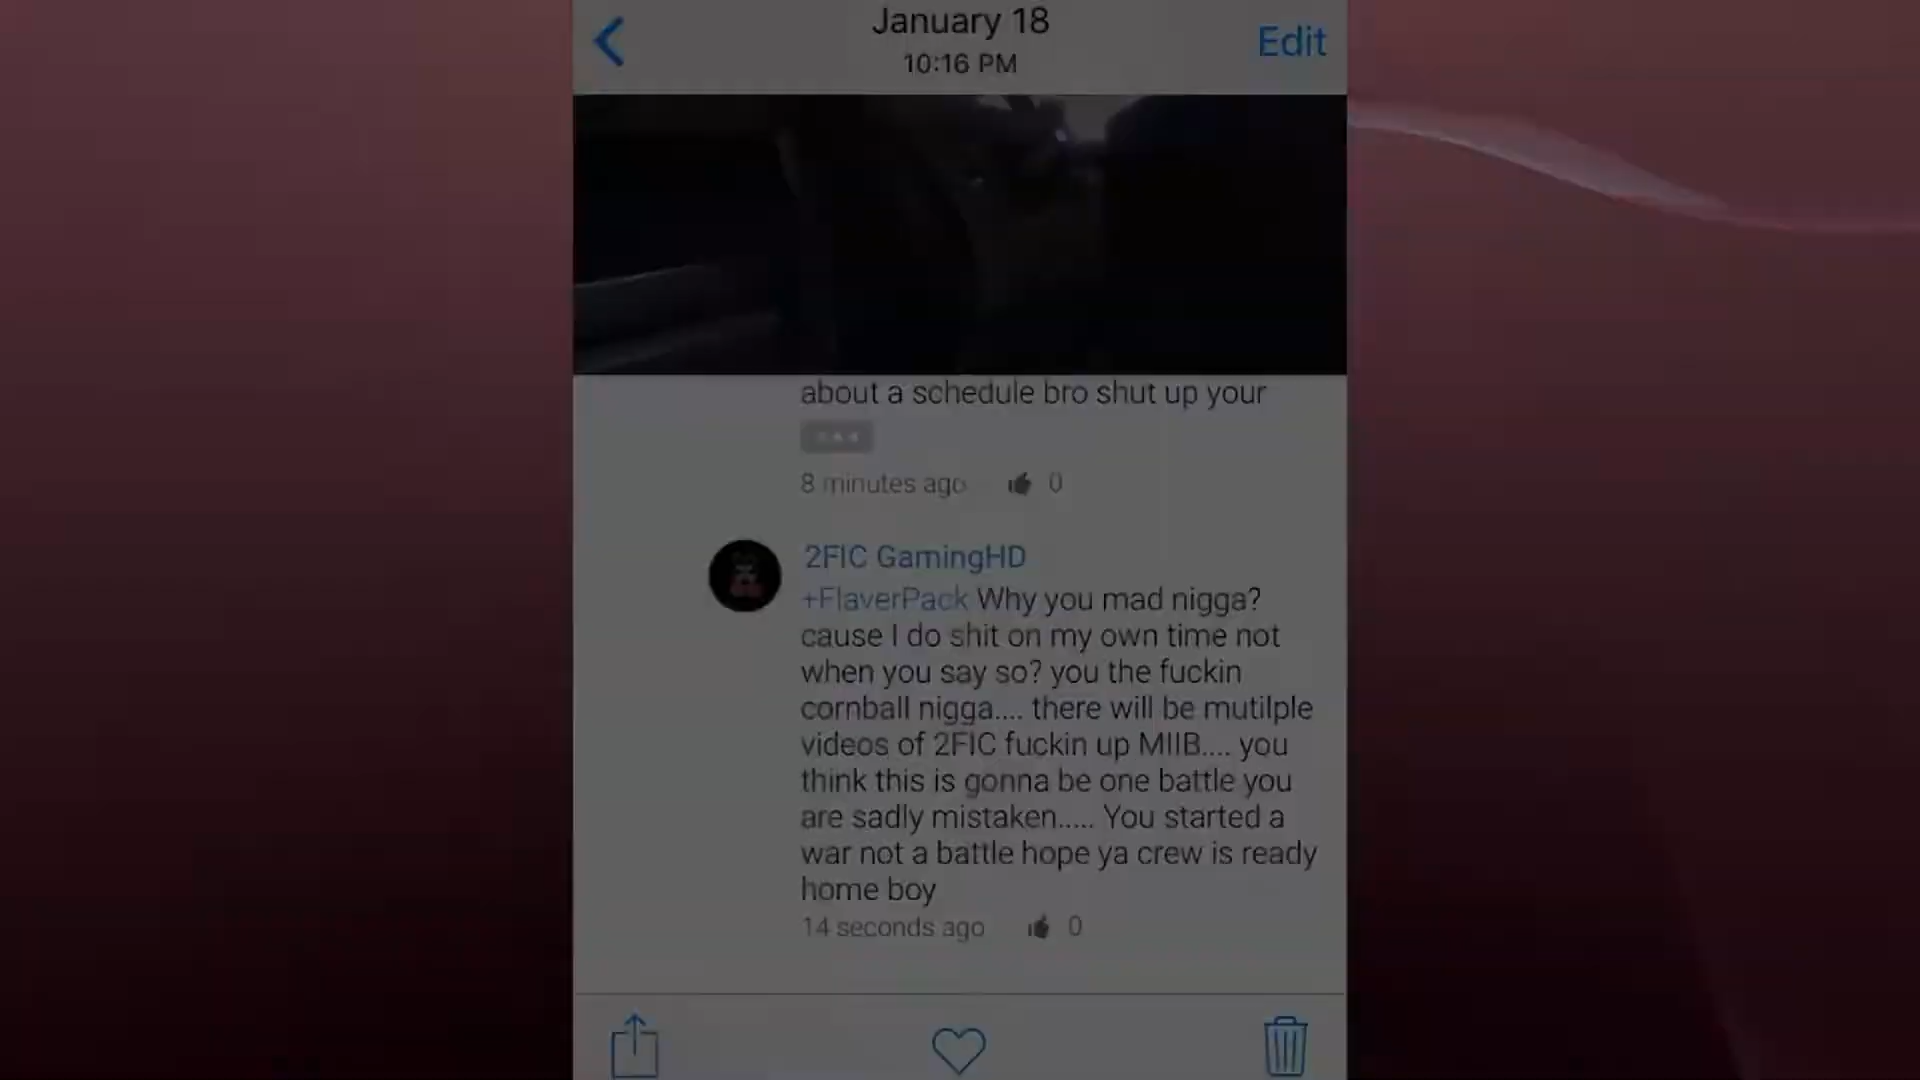 January 18
Edit
10:16 PM
about a schedule bro shut up your
8 minutes ago 0
2FIC GamingHD
+FlaverPack Why you mad nigga?
cause I do shit on my own time not
when you say so? you the fuckin
cornball nigga.... there will be mutilple
videos of 2FIC fuckin up MIIB.... you
think this is gonna be one battle you
are sadly mistaken..... You started a
war not a battle hope ya crew is ready
home boy
14 seconds ago 0